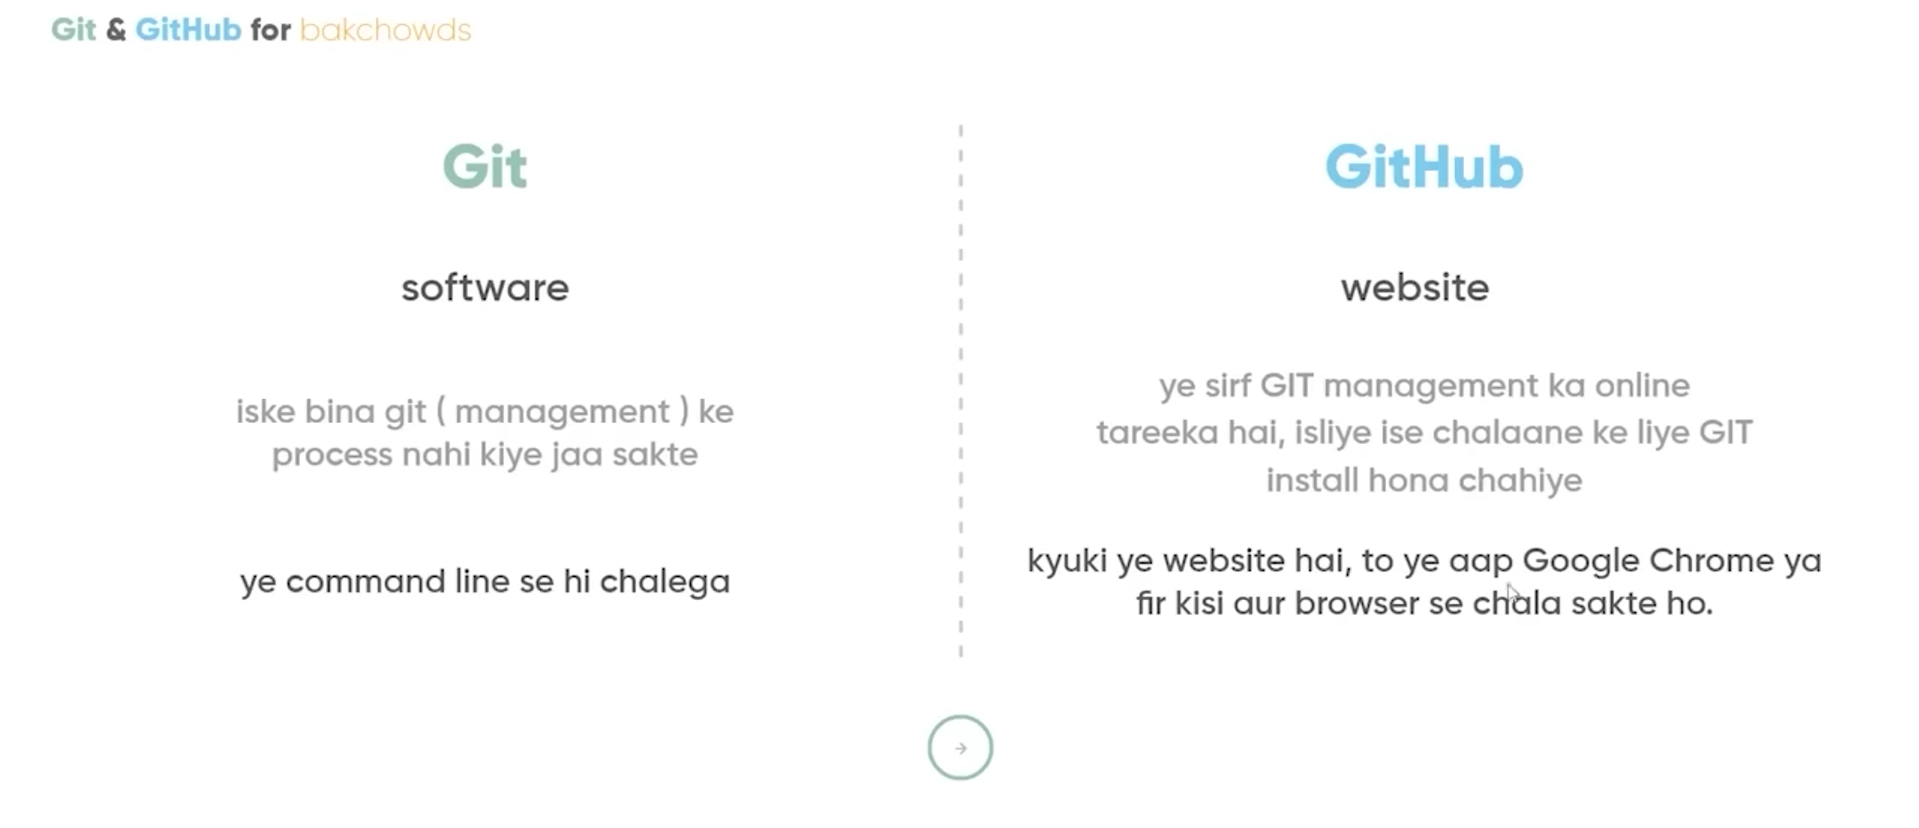 Git & GitHub for bakchowds
Git
software
iske bina git ( management ) ke
process nahi kiye jaa sakte
ye command line se hi chalega
GitHub
website
ye sirf GIT management ka online
tareeka hai, isliye ise chalaane ke liye GIT
install hona chahiye
kyuki ye website hai, to ye aap Google Chrome ya
fir kisi aur browser se chala sakte ho.